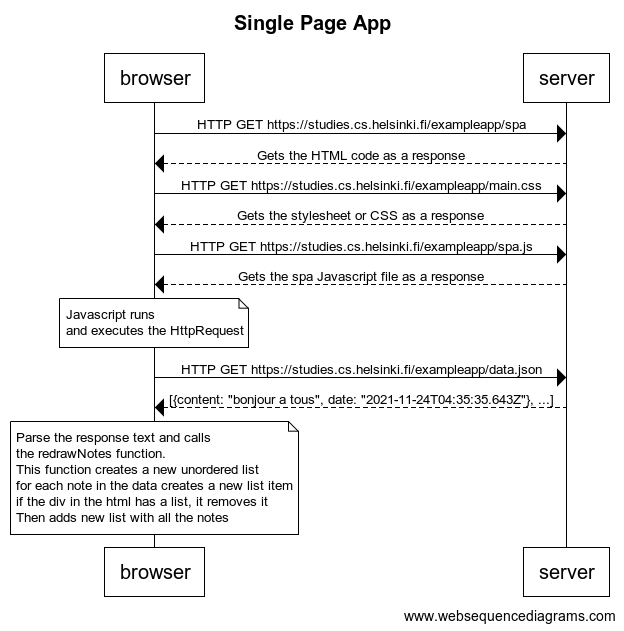 Single Page App
browser
server
HTTP GET https://studies.cs.helsinki.fi/exampleapp/spa
Gets the HTML code as a response
HTTP GET https://studies.cs.helsinki.fi/exampleapp/main.css
Gets the stylesheet or CSS as a response
HTTP GET https://studies.cs.helsinki.fi/exampleapp/spa.js
Gets the spa Javascript file as a response
Javascript runs
and executes the HttpRequest
HTTP GET https://studies.cs.helsinki.fi/exampleapp/data.json
[{content: "bonjour a tous", date: "2021-11-24T04:35:35.643Z"}, ...]
Parse the response text and calls
the redrawNotes function.
This function creates a new unordered list
for each note in the data creates a new list item
if the div in the html has a list, it removes it
Then adds new list with all the notes
browser
server
www.websequencediagrams.com